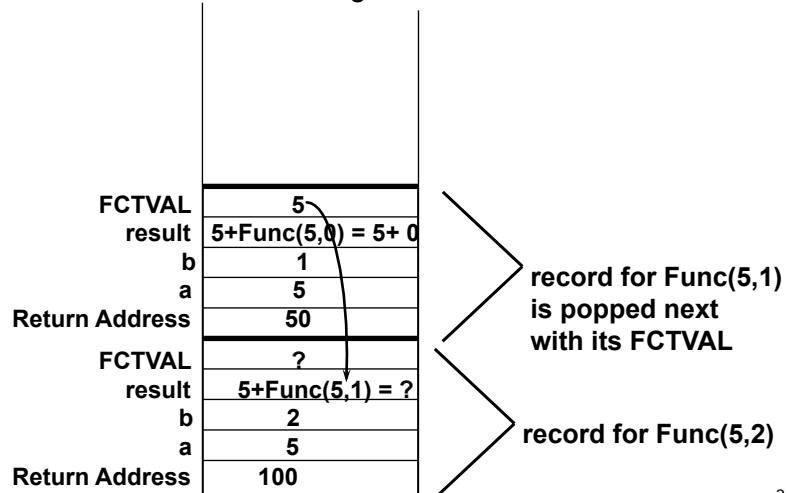 FCTVAL 5
result 5+Func(5,0) = 5+ 0
b 1
a 5
Return Address 50
record for Func(5,1)
is popped next
with its FCTVAL
FCTVAL ?
result 5+Func(5,1) = ?
b 2
a 5
Return Address 100
record for Func(5,2)